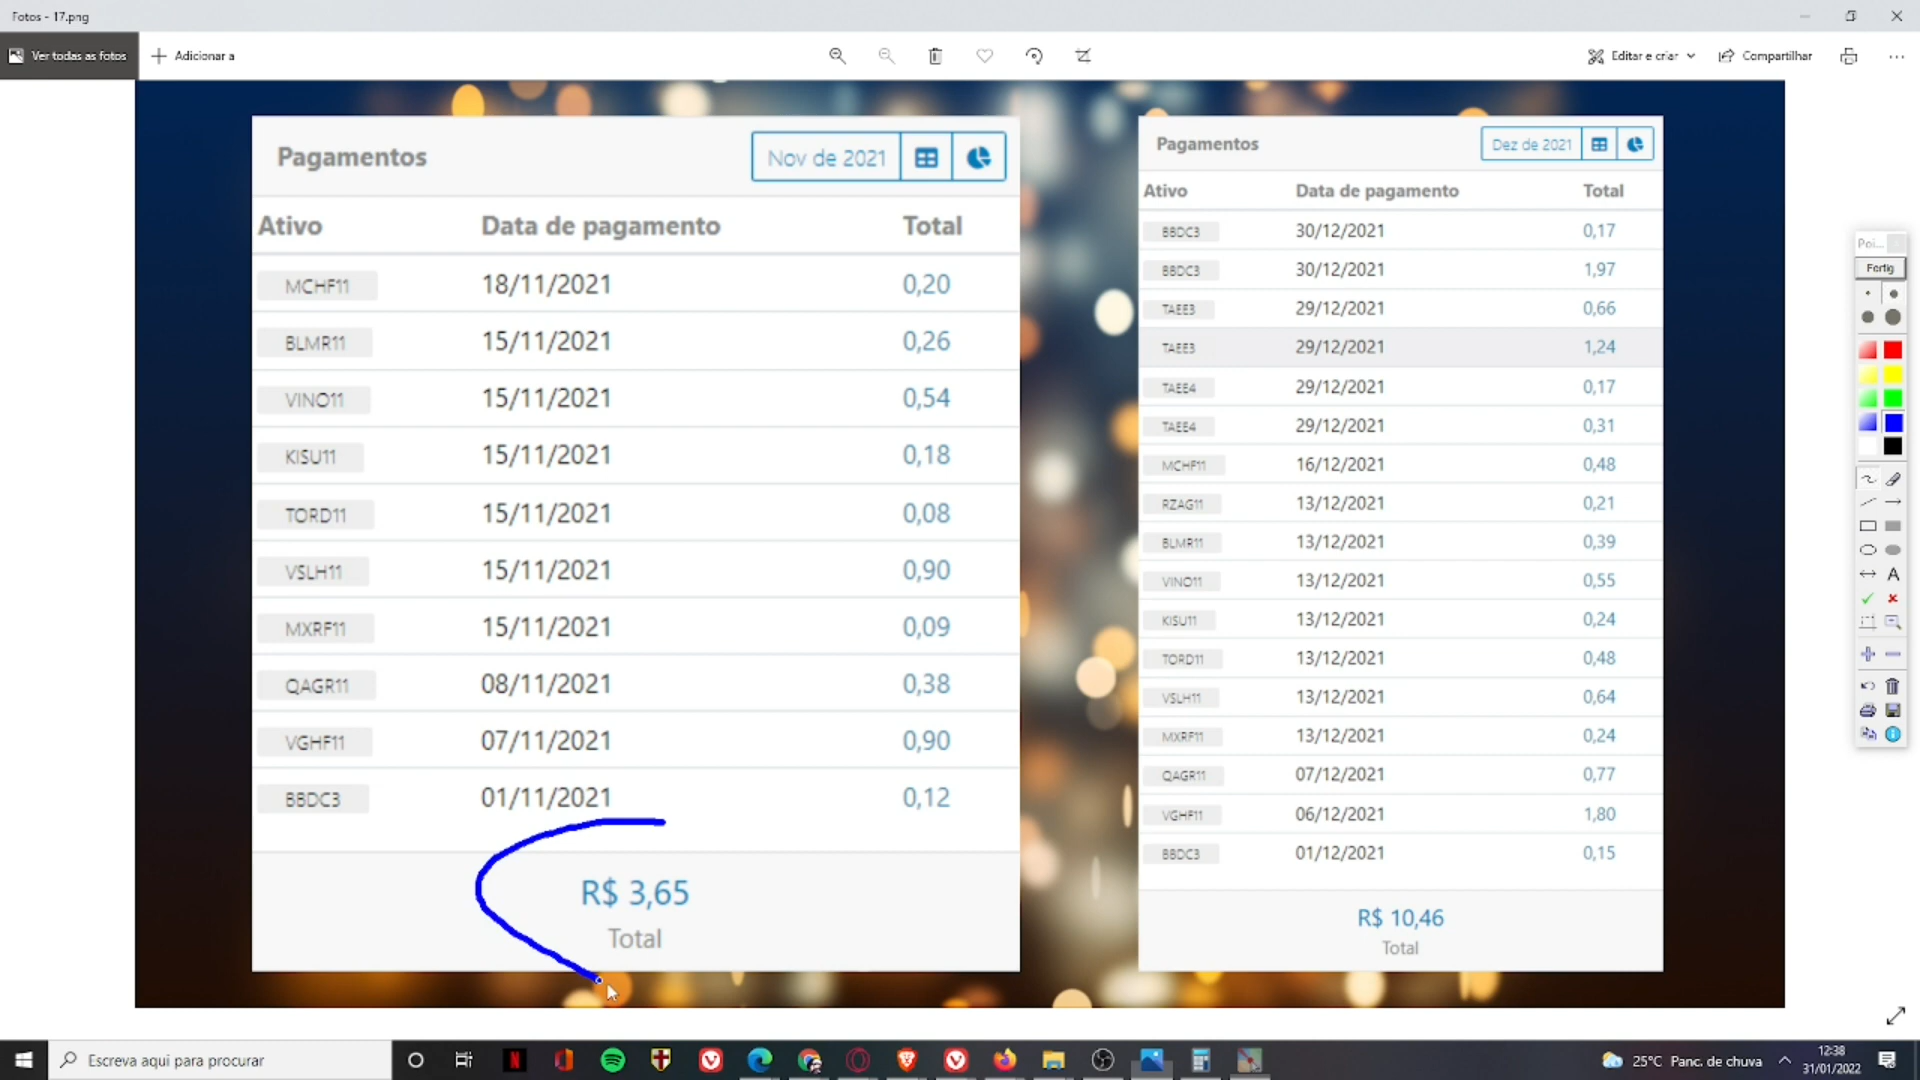 Fotos - 17.png
Ver todas as fotos
Adicionar a
Editar e criar
Compartilhar
Pagamentos
Nov de 2021
Ativo Data de pagamento Total
MCHF11 18/11/2021 0,20
BLMR11 15/11/2021 0,26
VINO11 15/11/2021 0,54
KISU11 15/11/2021 0,18
TORD11 15/11/2021 0,08
VSLH11 15/11/2021 0,90
MXRF11 15/11/2021 0,09
QAGR11 08/11/2021 0,38
VGHF11 07/11/2021 0,90
BBDC3 01/11/2021 0,12
R$ 3,65
Total
Pagamentos
Dez de 2021
Ativo Data de pagamento Total
BBDC3 30/12/2021 0,17
BBDC3 30/12/2021 1,97
TAEE3 29/12/2021 0,66
TAEE3 29/12/2021 1,24
TAEE4 29/12/2021 0,17
TAEE4 29/12/2021 0,31
MCHF11 16/12/2021 0,48
RZAG11 13/12/2021 0,21
BLMR11 13/12/2021 0,39
VINO11 13/12/2021 0,55
KISU11 13/12/2021 0,24
TORD11 13/12/2021 0,48
VSLH11 13/12/2021 0,64
MXRF11 13/12/2021 0,24
QAGR11 07/12/2021 0,77
VGHF11 06/12/2021 1,80
BBDC3 01/12/2021 0,15
R$ 10,46
Total
Poi...
Fertig
A
Escreva aqui para procurar
25°C Panc. de chuva
12:38
31/01/2022